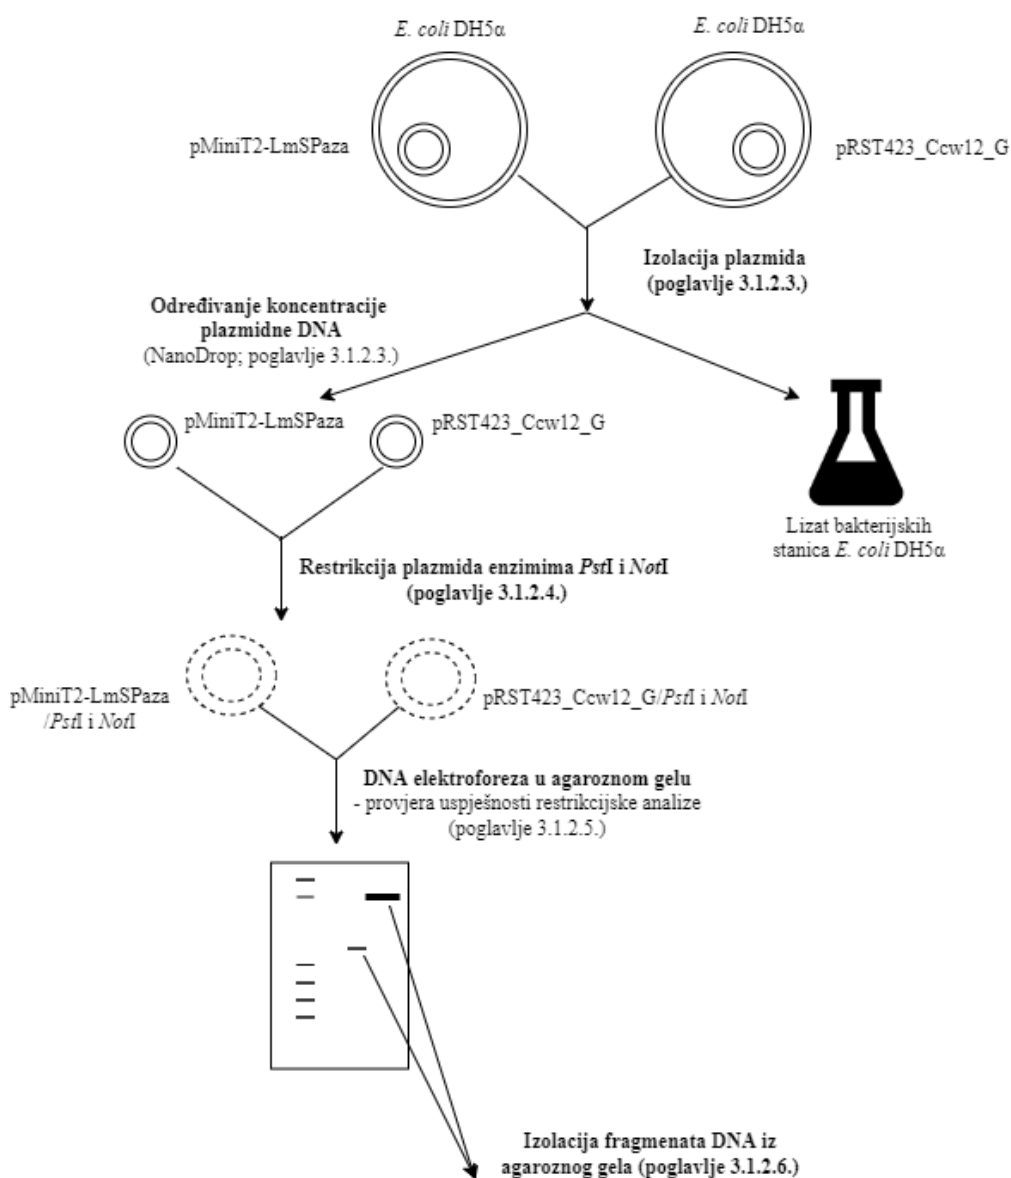 E. coli DH5α
E. coli DH5α
pMiniT2-LmSPaza
pRST423_Ccw12_G
Izolacija plazmida
(poglavlje 3.1.2.3.)
Određivanje koncentracije
plazmidne DNA
(NanoDrop; poglavlje 3.1.2.3.)
pMiniT2-LmSPaza
pRST423_Ccw12_G
Lizat bakterijskih
stanica E. coli DH5α
Restrikcija plazmida enzimima PstI i NotI
(poglavlje 3.1.2.4.)
pMiniT2-LmSPaza
/PstI i NotI
pRST423_Ccw12_G/PstI i NotI
DNA elektroforeza u agaroznom gelu
- provjera uspješnosti restrikcijske analize
(poglavlje 3.1.2.5.)
Izolacija fragmenata DNA iz
agaroznog gela (poglavlje 3.1.2.6.)